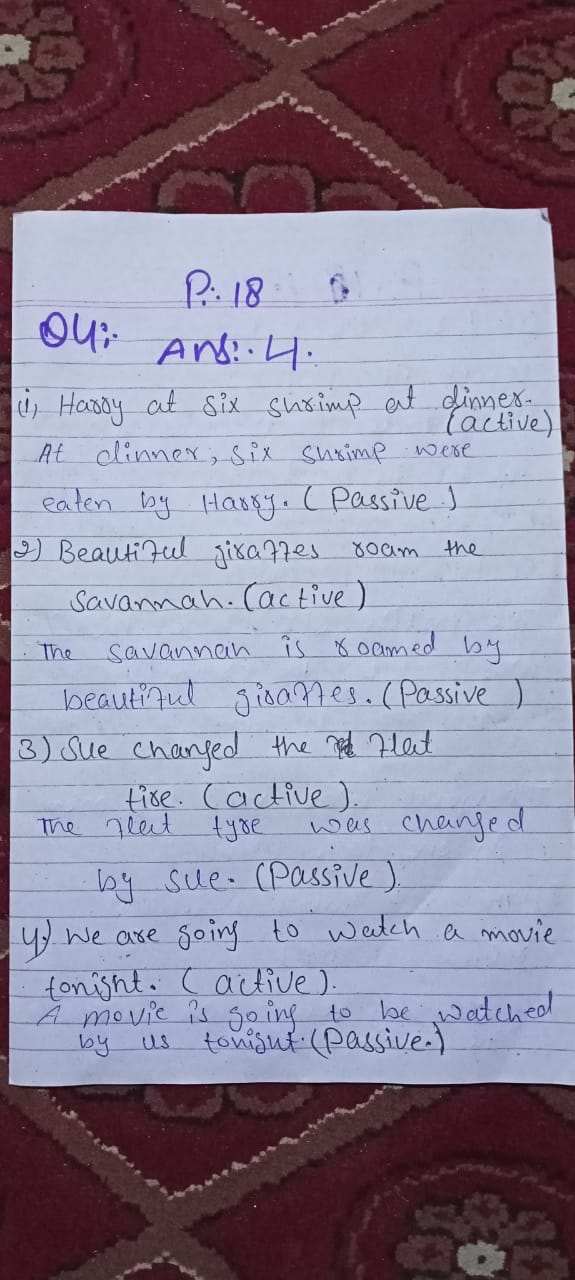 P:. 18
Q4:-
Ans:. 4.
(i, Harry at six shrimp at dinner.
(active)
At dinner, six shrimp were
eaten by Harry. (Passive.)
2) Beautiful giraffes roam the
savannah. (active)
The savannah is roamed by
beautiful giraffes. (Passive)
3) Sue changed the flat
tire. (active).
The flat tyre was changed
by sue. (Passive).
4) We are going to watch a movie
tonight. (active).
A movie is going to be watched
by us tonight. (Passive.)